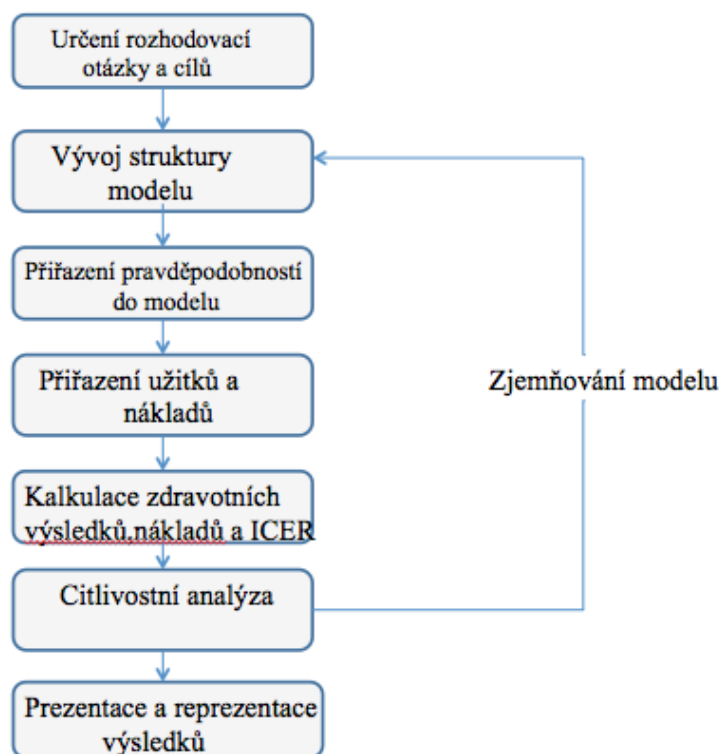 Určení rozhodovací
otázky a cílů
Vývoj struktury
modelu
Přiřazení pravděpodobností
do modelu
Přiřazení užitků a
nákladů
Zjemňování modelu
Kalkulace zdravotních
výsledků,nákladů a ICER
Citlivostní analýza
Prezentace a reprezentace
výsledků